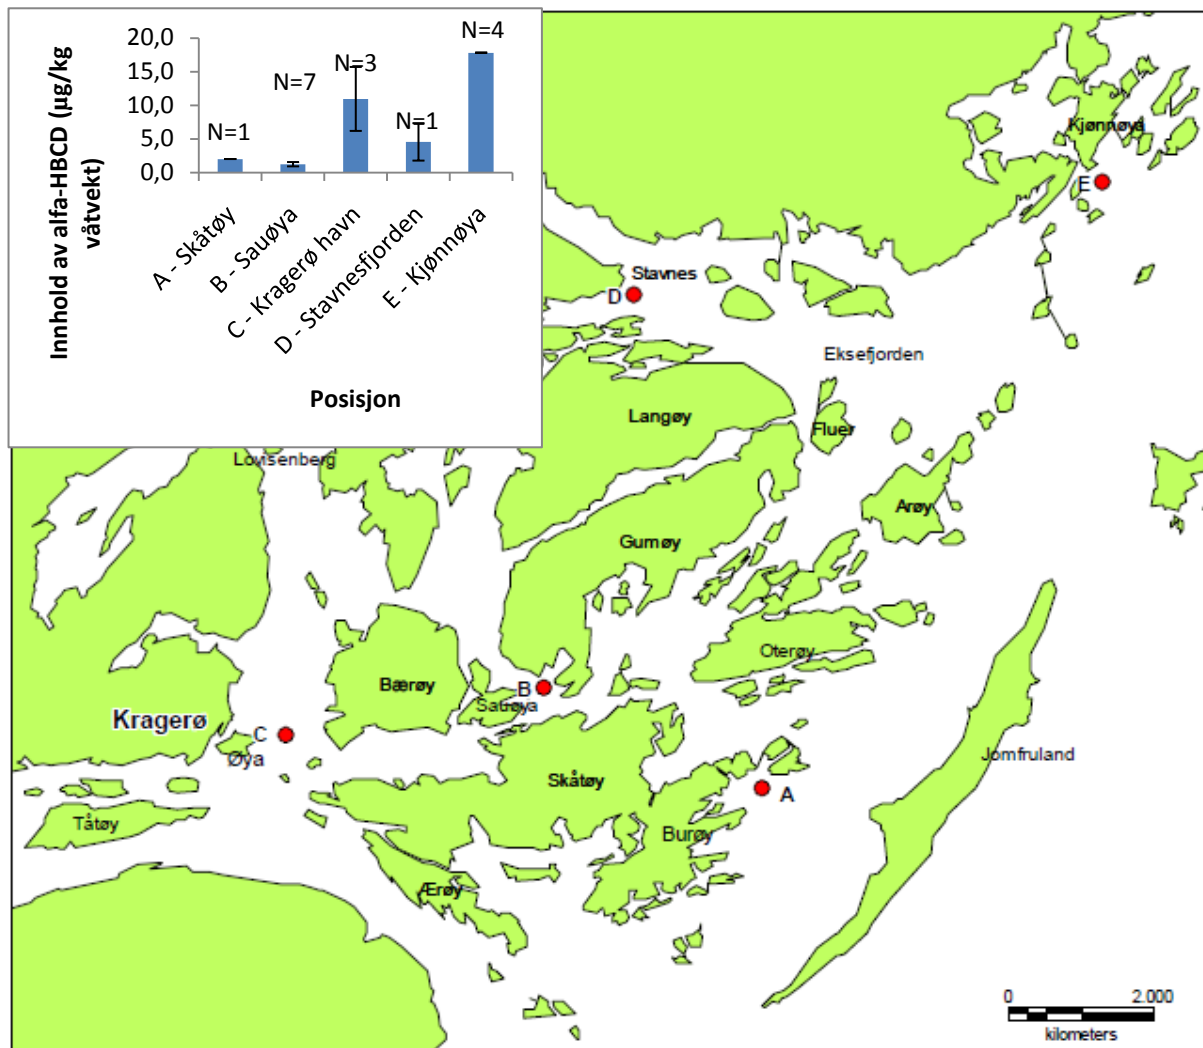 20,0
15,0
10,0
5,0
0,0
N=1
N=7
N=3
N=1
N=4
Innhold av alfa-HBCD (µg/kg
våtvekt)
A - Skåtøy
B - Sauøya
C - Kragerø havn
D - Stavnesfjorden
E - Kjønnøya
Posisjon
Kjønnøya
E
Stavnes
D
Eksefjorden
Langøy
Fluer
Lovisenberg
Arøy
Gumøy
Oterøy
Bærøy
B
Sauøya
Kragerø
C
Øya
Jomfruland
Skåtøy
A
Tåtøy
Burøy
Ærøy
0
2.000
kilometers